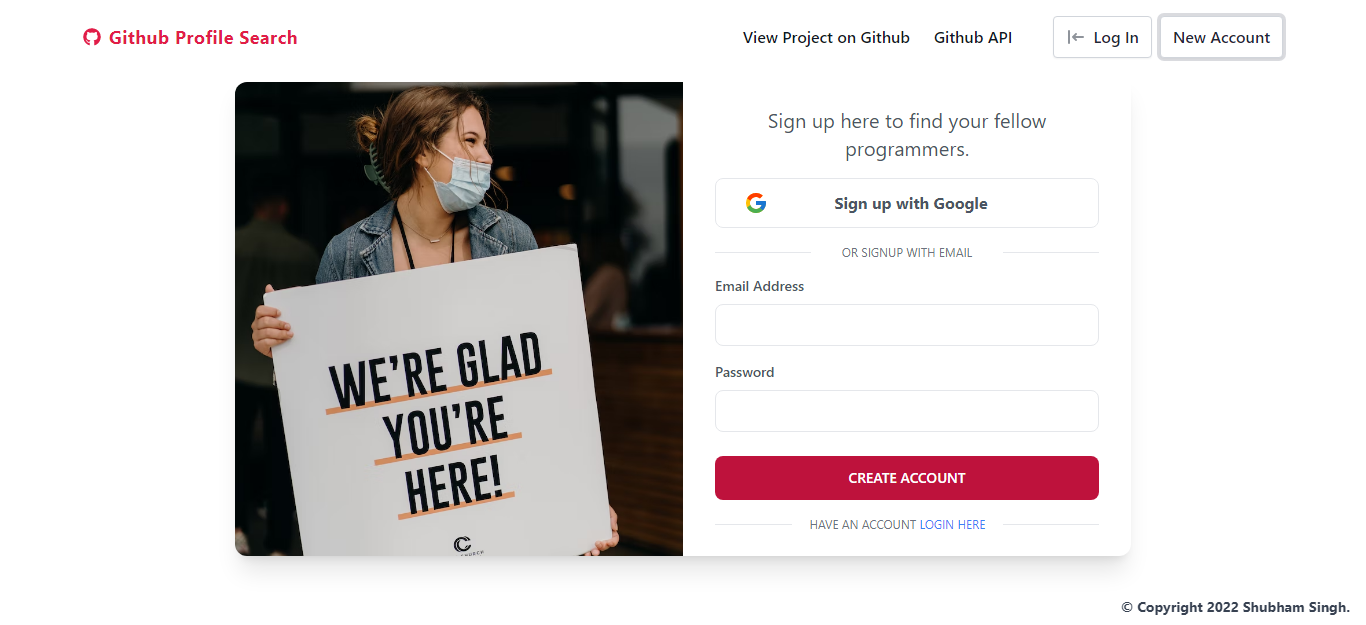 Github Profile Search
View Project on Github
Github API
Log In
New Account
Sign up here to find your fellow
programmers.
Sign up with Google
OR SIGNUP WITH EMAIL
Email Address
Password
CREATE ACCOUNT
HAVE AN ACCOUNT LOGIN HERE
WE'RE GLAD
YOU'RE
HERE!
© Copyright 2022 Shubham Singh.